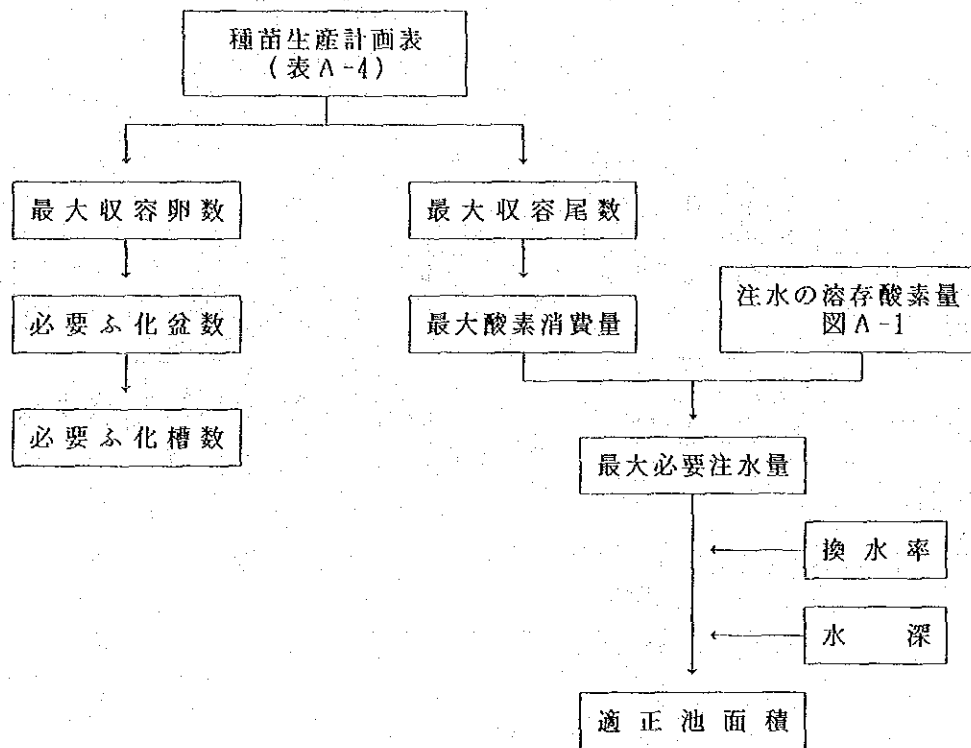 種苗生産計画表
(表A-4)
最大収容卵数
最大収容尾数
必要ふ化盆数
最大酸素消費量
注水の溶存酸素量
図A-1
必要ふ化槽数
最大必要注水量
換水率
水深
適正池面積